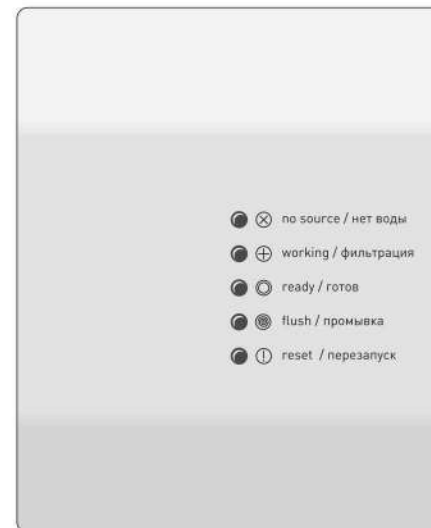 no source / нет воды
working / фильтрация
ready / готов
flush / промывка
reset / перезапуск